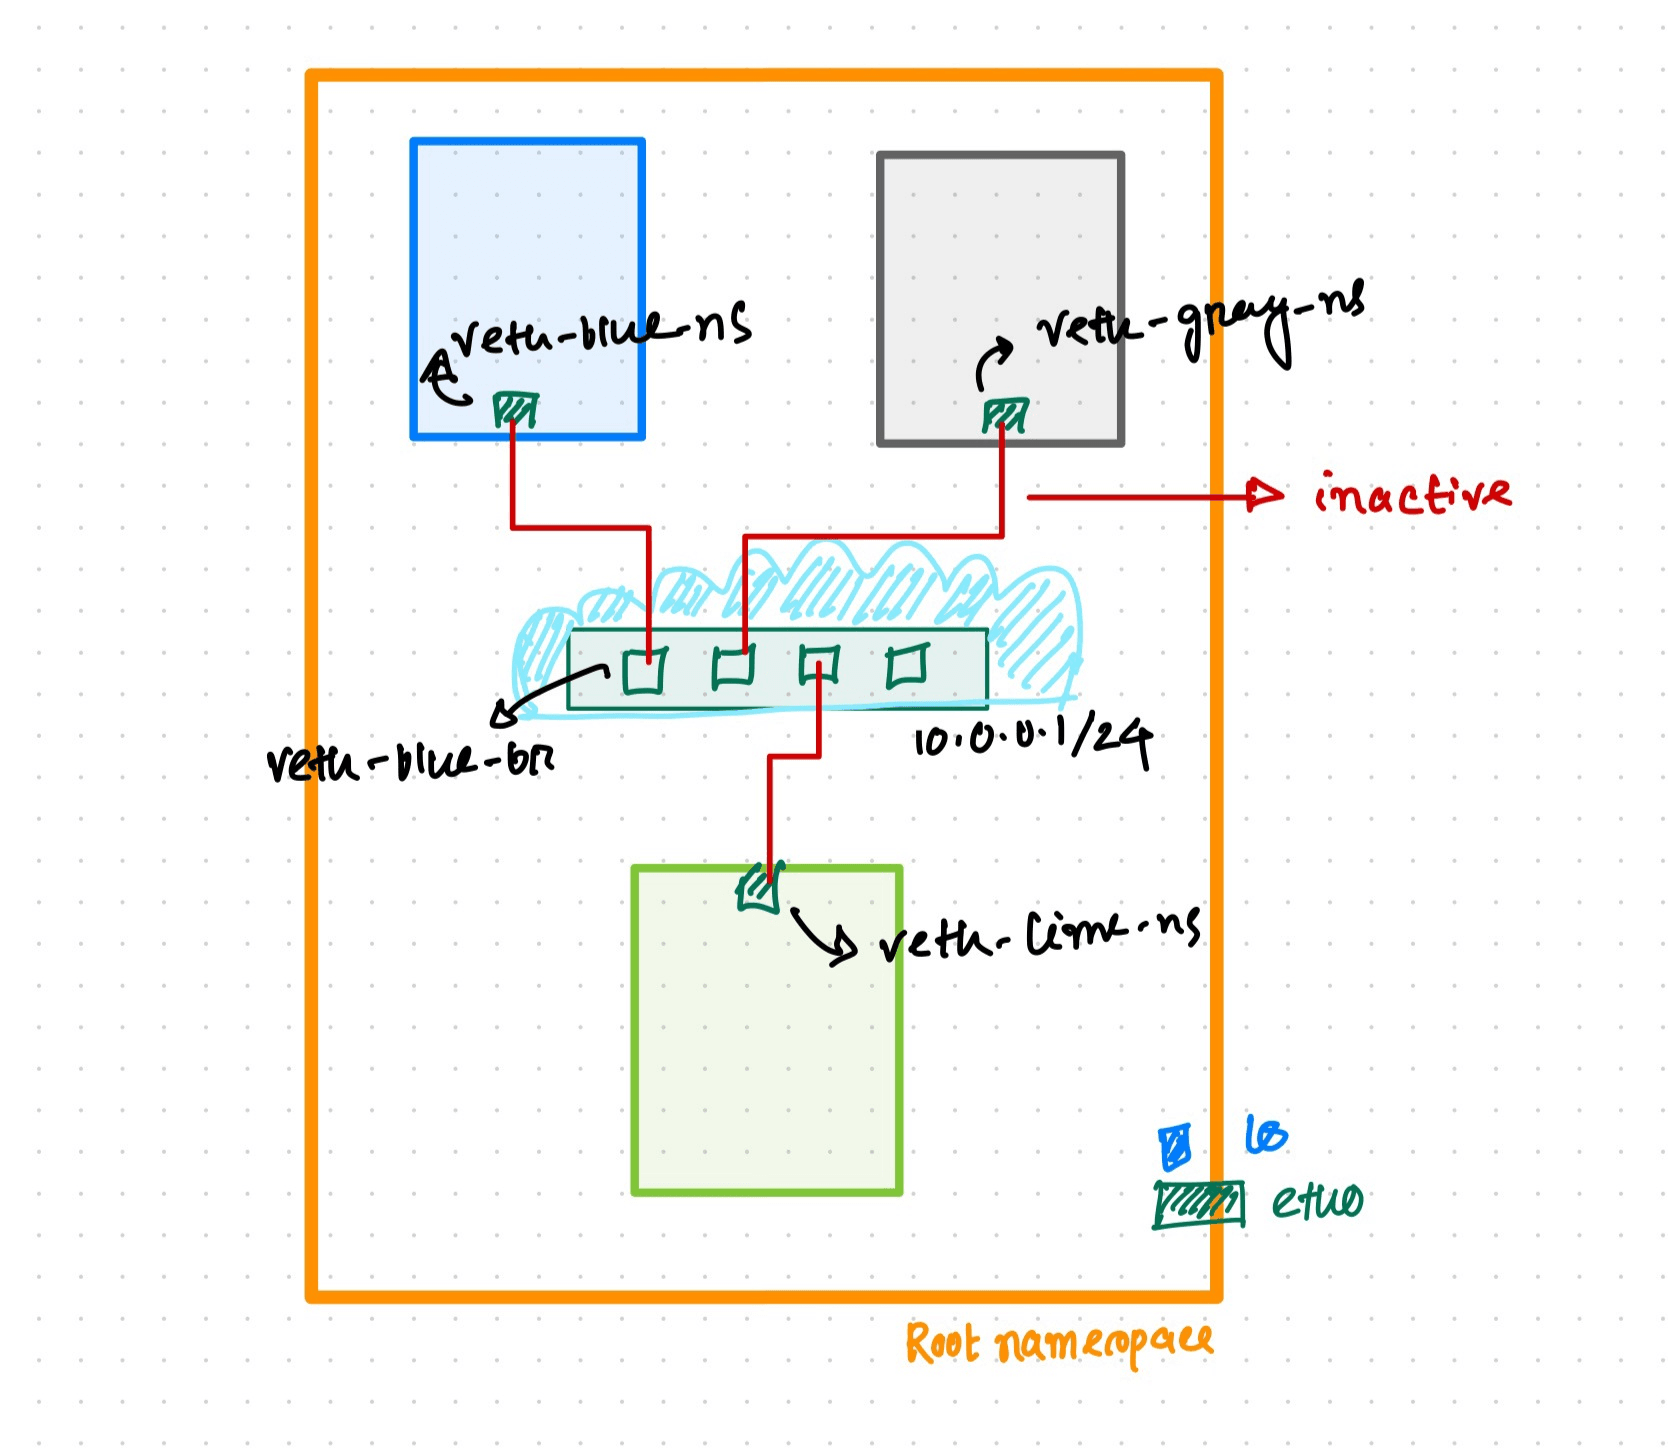 veth-blue-ns
veth-gray-ns
inactive
veth-blue-br
10.0.0.1/24
veth-lime-ns
lo
eth0
Root namespace